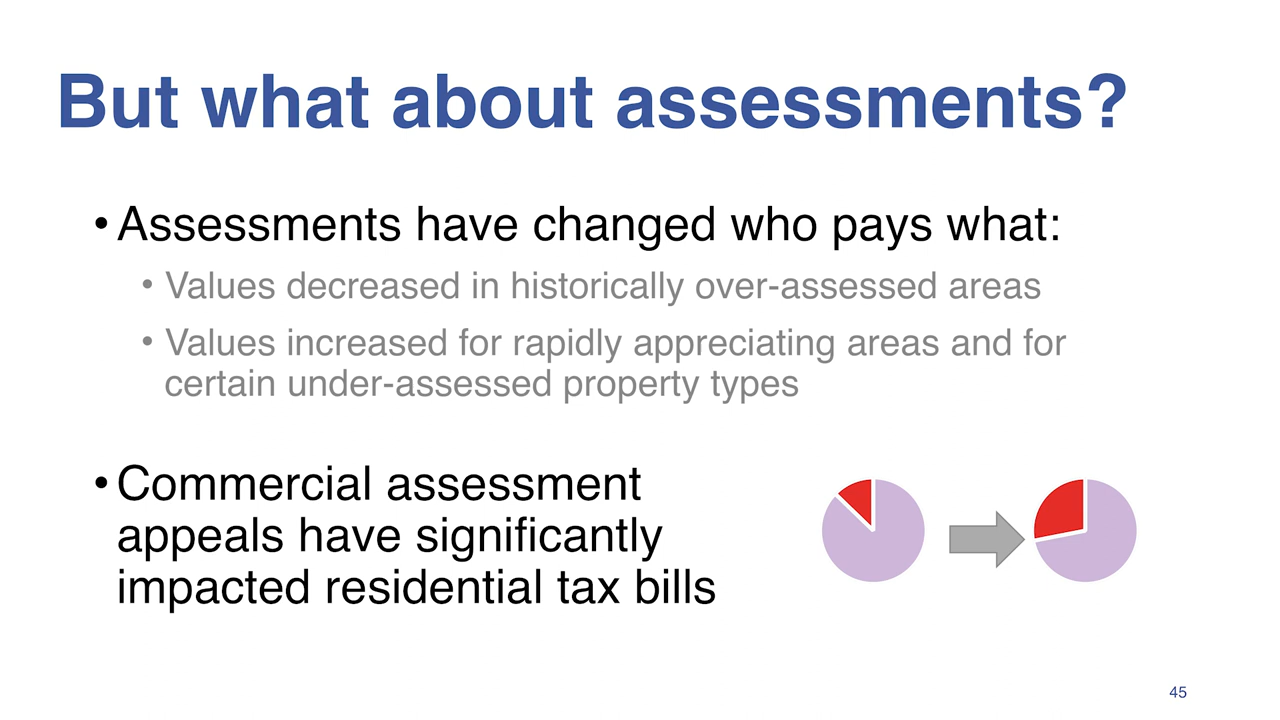 But what about assessments?
• Assessments have changed who pays what:
• Values decreased in historically over-assessed areas
• Values increased for rapidly appreciating areas and for
certain under-assessed property types
• Commercial assessment
appeals have significantly
impacted residential tax bills
45